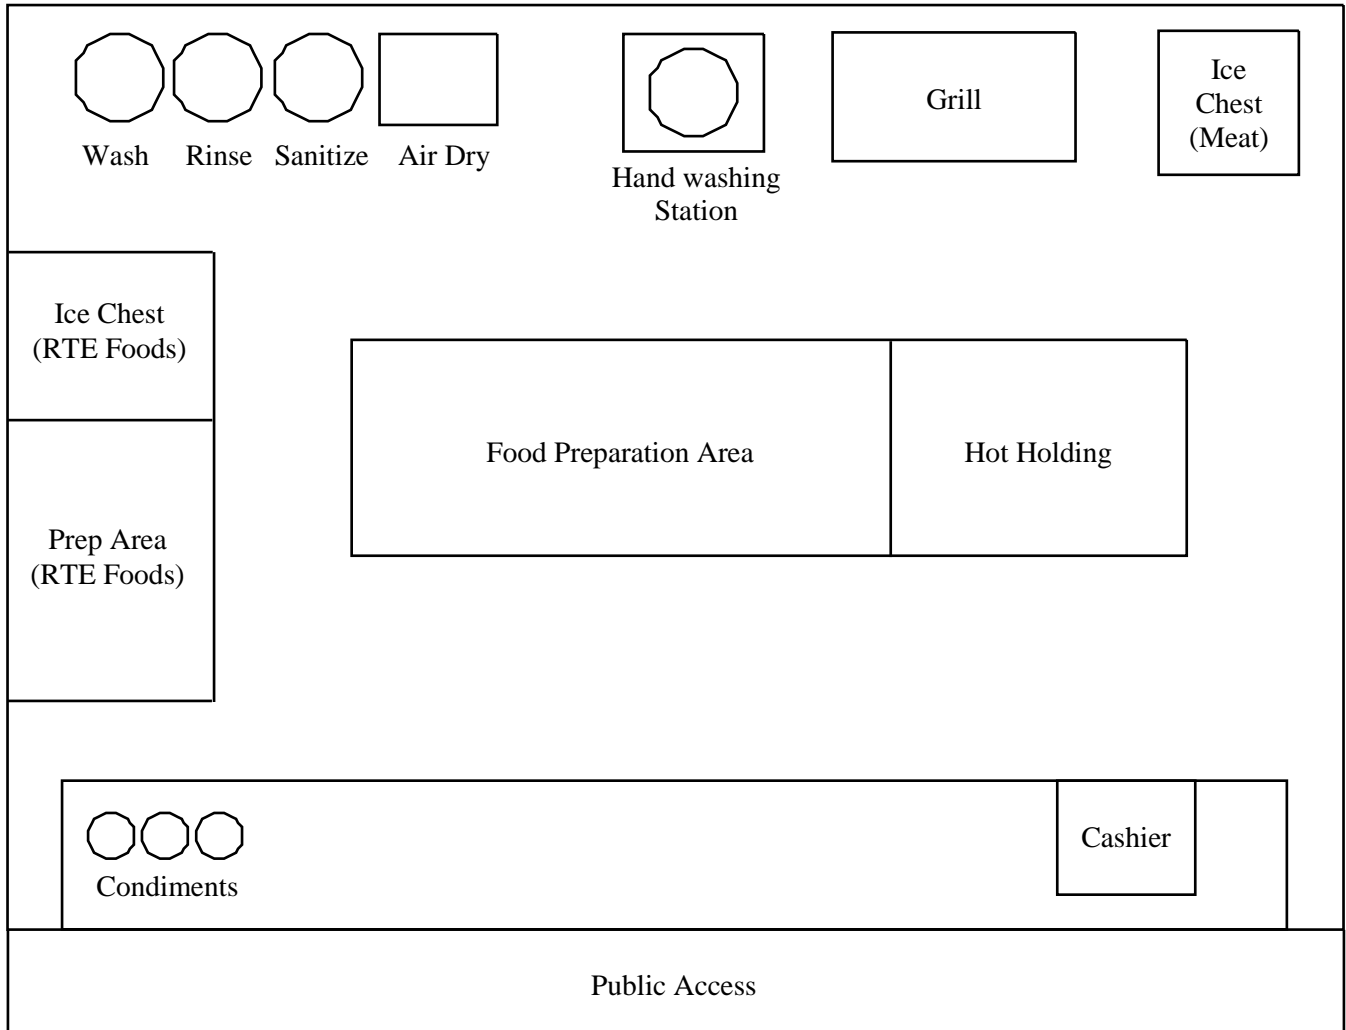 Wash
Rinse
Sanitize
Air Dry
Hand washing
Station
Grill
Ice
Chest
(Meat)
Ice Chest
(RTE Foods)
Food Preparation Area
Hot Holding
Prep Area
(RTE Foods)
Condiments
Cashier
Public Access